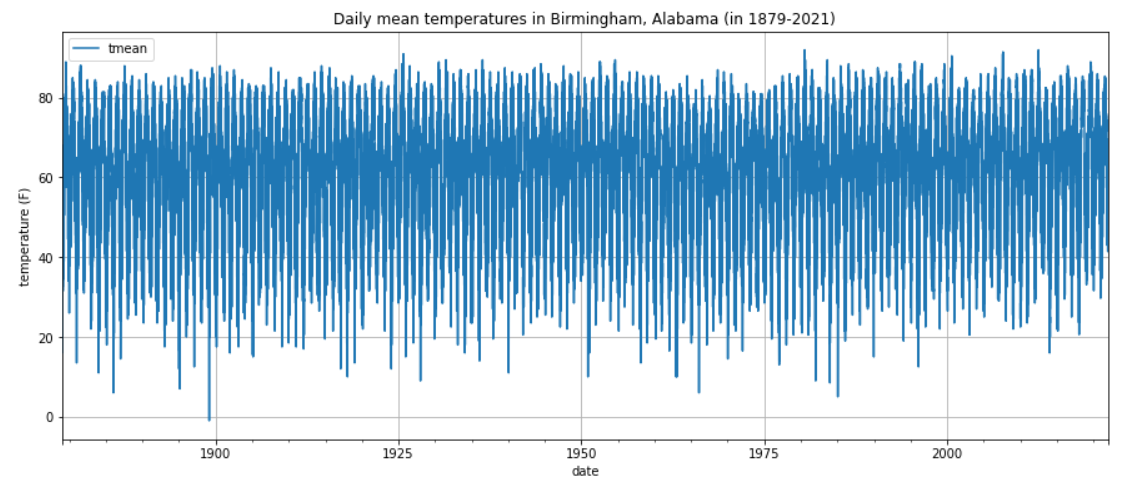 Daily mean temperatures in Birmingham, Alabama (in 1879-2021)
tmean
80
60
40
20
0
temperature (F)
1900 1925 1950 1975 2000
date